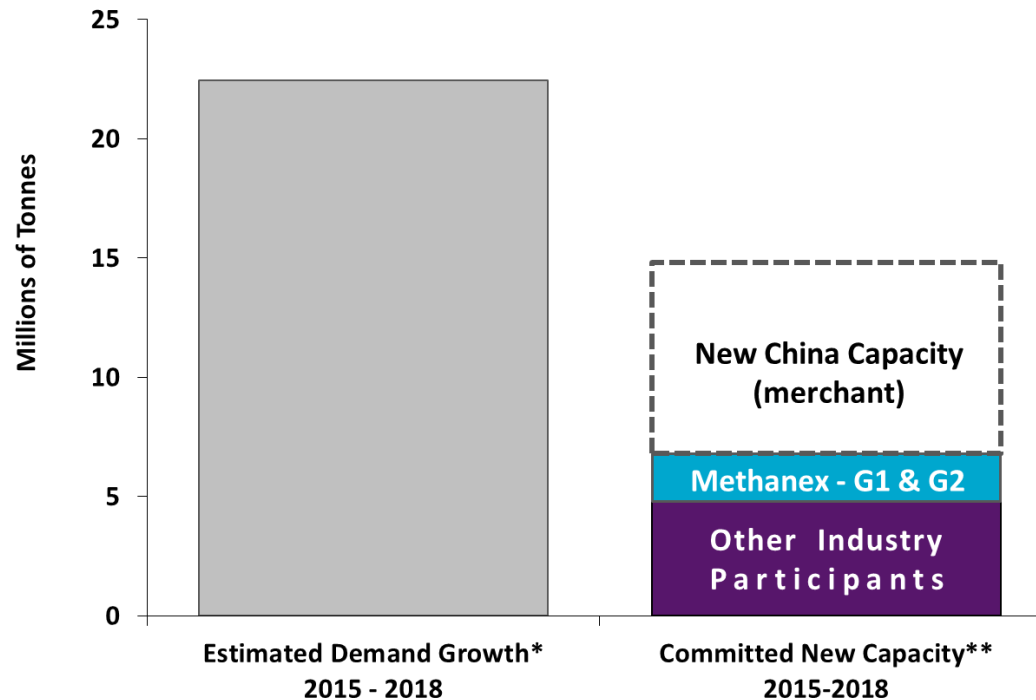 25
20
15
10
5
0
Millions of Tonnes
New China Capacity
(merchant)
Methanex - G1 & G2
Other Industry
Participants
Estimated Demand Growth*
2015 - 2018
Committed New Capacity**
2015-2018